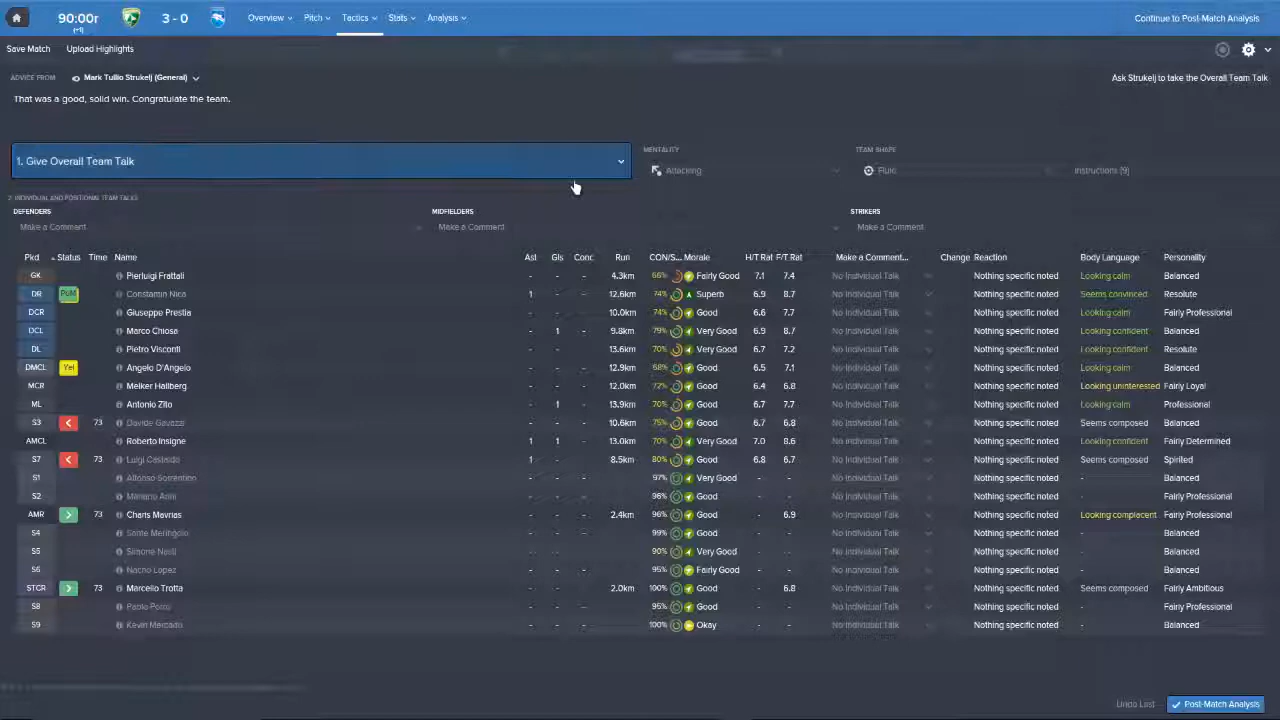 90:00r 3 - 0 Overview Pitch Tactics Stats Analysis Continue to Post-Match Analysis
(+1)
Save Match Upload Highlights
ADVICE FROM Mark Tullio Strukelj (General) Ask Strukelj to take the Overall Team Talk
That was a good, solid win. Congratulate the team.
MENTALITY TEAM SHAPE
1. Give Overall Team Talk Attacking Fluid Instructions (9)
2. INDIVIDUAL AND POSITIONAL TEAM TALKS
DEFENDERS MIDFIELDERS STRIKERS
Make a Comment Make a Comment Make a Comment
Pkd Status Time Name Ast Gls Conc Run CON/S... Morale H/T Rat F/T Rat Make a Comment... Change Reaction Body Language Personality
GK Pierluigi Frattali - - - 4.3km 66% Fairly Good 7.1 7.4 No Individual Talk Nothing specific noted Looking calm Balanced
DR PoM Constantin Nica 1 - - 12.6km 74% Superb 6.9 8.7 No Individual Talk Nothing specific noted Seems convinced Resolute
DCR Giuseppe Prestia - - - 10.0km 74% Good 6.6 7.7 No Individual Talk Nothing specific noted Looking calm Fairly Professional
DCL Marco Chiosa - 1 - 9.8km 79% Very Good 6.9 8.7 No Individual Talk Nothing specific noted Looking confident Balanced
DL Pietro Visconti - - - 13.6km 70% Very Good 6.7 7.2 No Individual Talk Nothing specific noted Looking confident Resolute
DMCL Yel Angelo D'Angelo - - - 12.9km 68% Good 6.5 7.1 No Individual Talk Nothing specific noted Looking calm Balanced
MCR Melker Hallberg - - - 12.0km 72% Good 6.4 6.8 No Individual Talk Nothing specific noted Looking uninterested Fairly Loyal
ML Antonio Zito - 1 - 13.9km 70% Good 6.7 7.7 No Individual Talk Nothing specific noted Looking calm Professional
S3 73 Davide Gavazzi - - - 10.6km 75% Good 6.7 6.8 No Individual Talk Nothing specific noted Seems composed Balanced
AMCL Roberto Insigne 1 1 - 13.0km 70% Very Good 7.0 8.6 No Individual Talk Nothing specific noted Looking confident Fairly Determined
S7 73 Luigi Castaldo 1 - - 8.5km 80% Good 6.8 6.7 No Individual Talk Nothing specific noted Seems composed Spirited
S1 Alfonso Sorrentino - - - 97% Very Good - - No Individual Talk Nothing specific noted - Balanced
S2 Mariano Arini - - - 96% Good - - No Individual Talk Nothing specific noted - Fairly Professional
AMR 73 Charis Mavrias - - - 2.4km 96% Good - 6.9 No Individual Talk Nothing specific noted Looking complacent Fairly Professional
S4 Sante Meringolo - - - 99% Good - - No Individual Talk Nothing specific noted - Balanced
S5 Simone Nasti - - - 90% Very Good - - No Individual Talk Nothing specific noted - Balanced
S6 Nacho Lopez - - - 95% Fairly Good - - No Individual Talk Nothing specific noted - Balanced
STCR 73 Marcello Trotta - - - 2.0km 100% Good - 6.8 No Individual Talk Nothing specific noted Seems composed Fairly Ambitious
S8 - - - 95% Good - - No Individual Talk Nothing specific noted - Fairly Professional
S9 Kevin Mercado - - - 100% Okay - - No Individual Talk Nothing specific noted - Balanced
Undo Last Post-Match Analysis